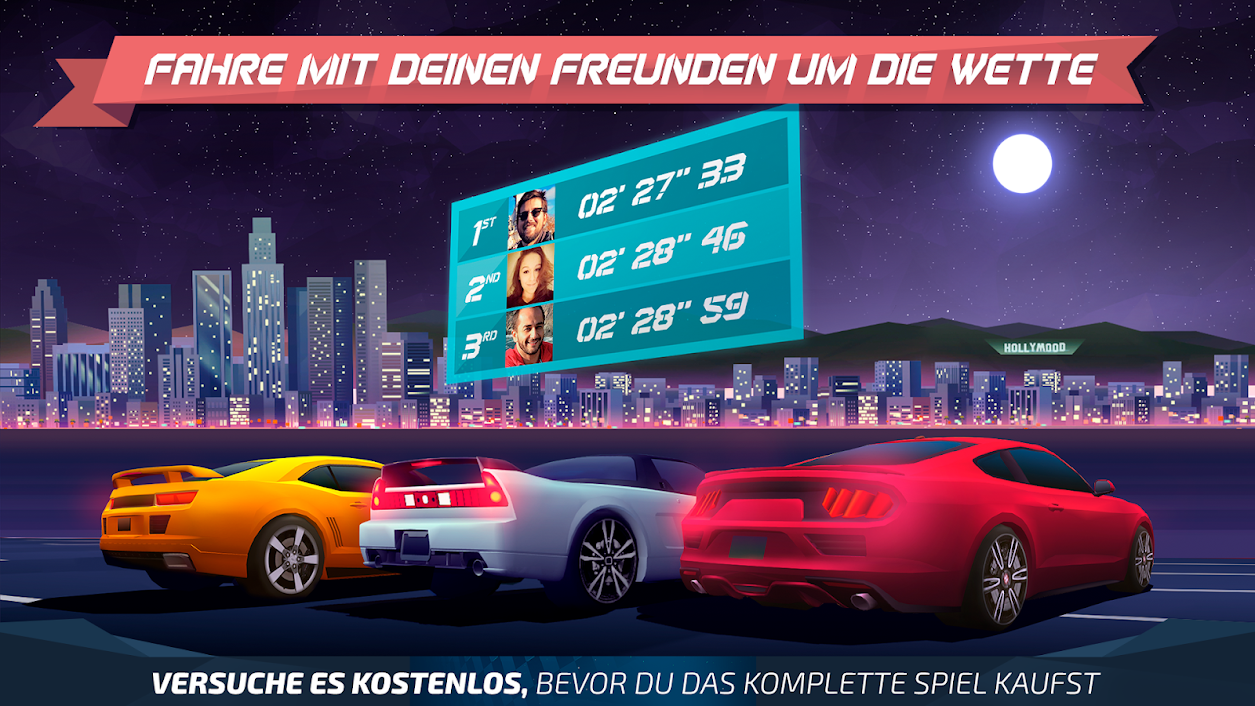 FAHRE MIT DEINEN FREUNDEN UM DIE WETTE
1ST 02' 27" 33
2ND 02' 28" 46
3RD 02' 28" 59
HOLLYMOOD
VERSUCHE ES KOSTENLOS, BEVOR DU DAS KOMPLETTE SPIEL KAUFST